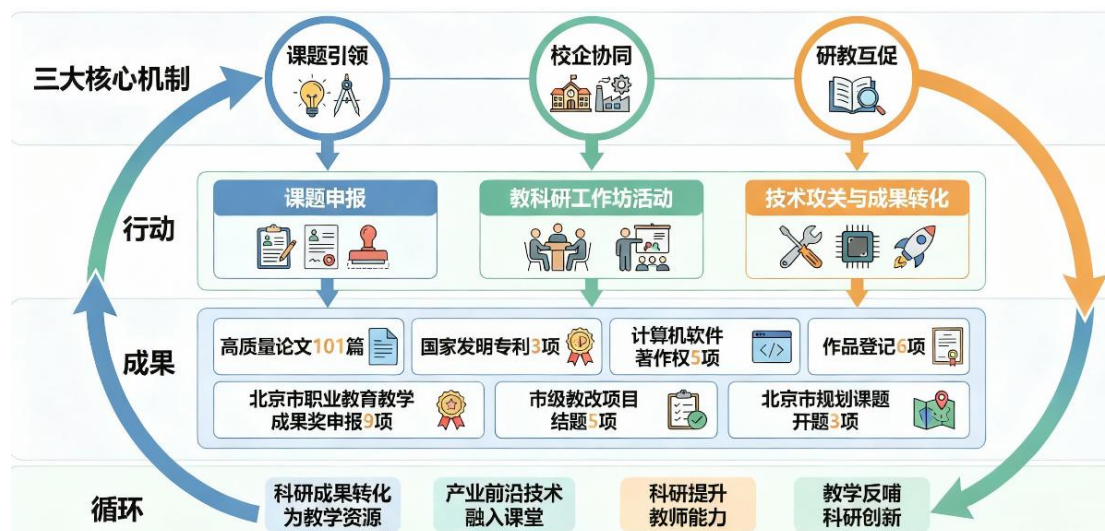 三大核心机制
课题引领
校企协同
研教互促
行动
课题申报
教科研工作坊活动
技术攻关与成果转化
成果
高质量论文101篇
国家发明专利3项
计算机软件
著作权5项
作品登记6项
北京市职业教育教学
成果奖申报9项
市级教改项目
结题5项
北京市规划课题
开题3项
循环
科研成果转化
为教学资源
产业前沿技术
融入课堂
科研提升
教师能力
教学反哺
科研创新